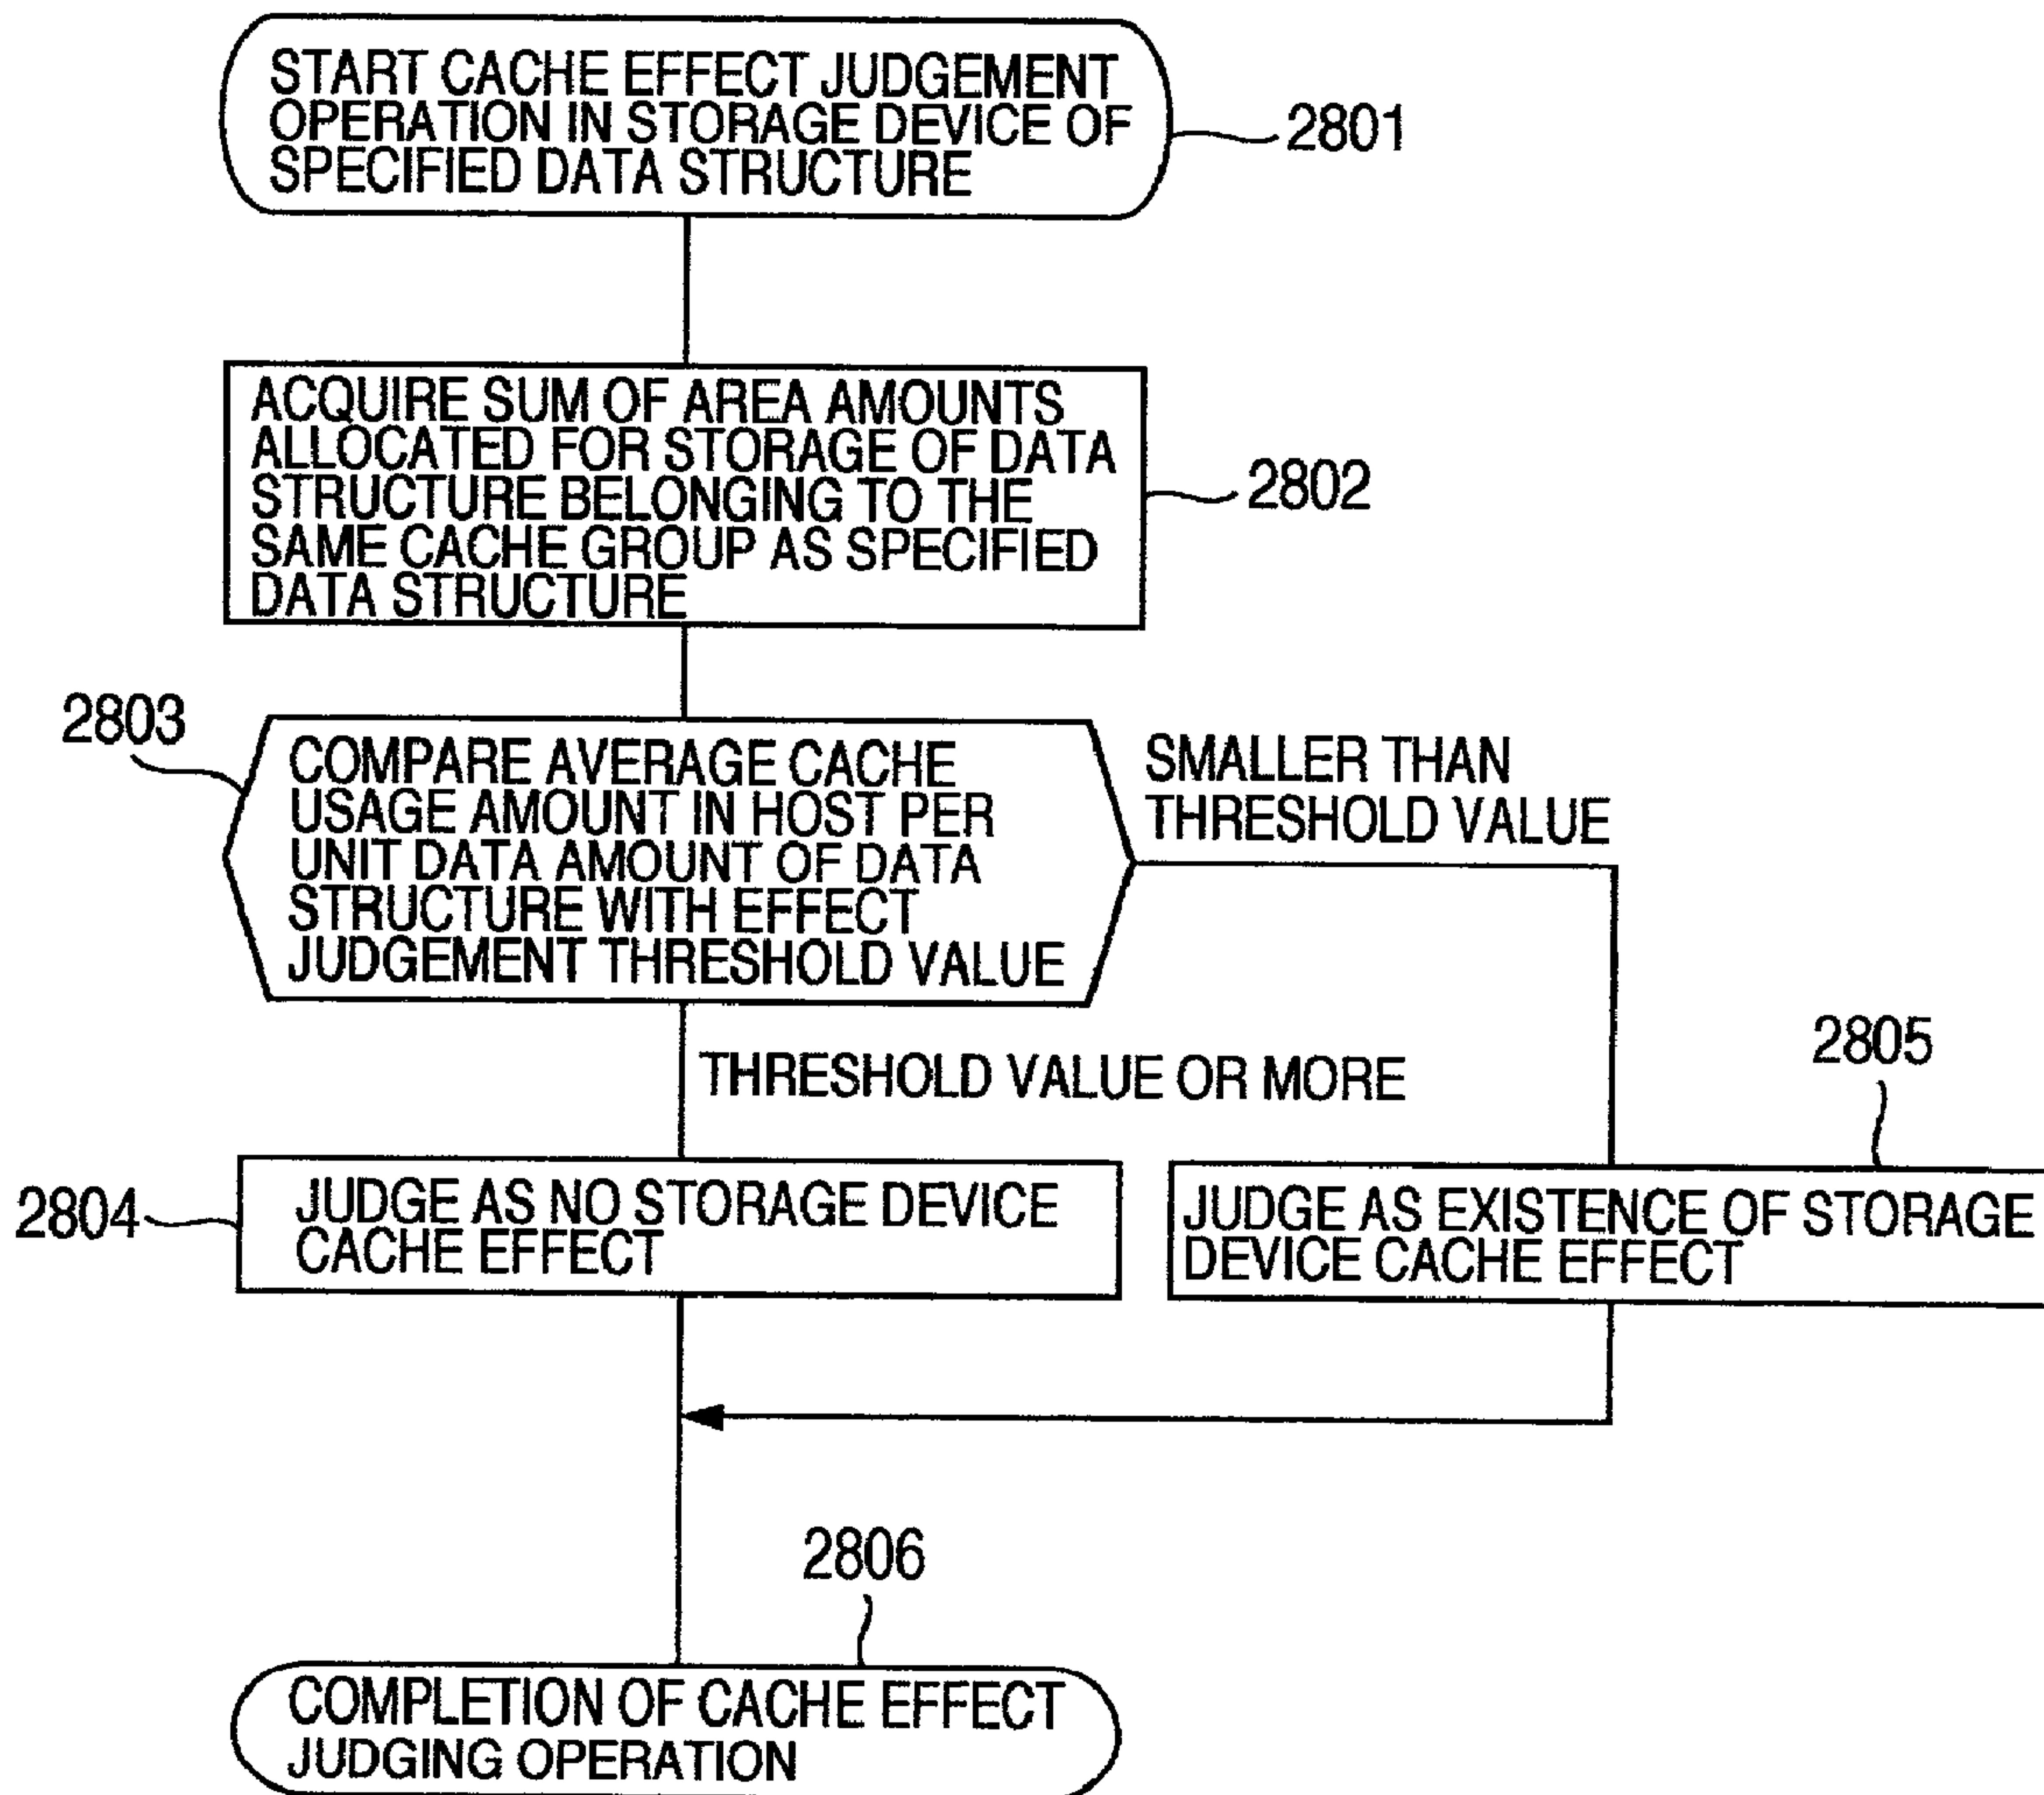 START CACHE EFFECT JUDGEMENT
OPERATION IN STORAGE DEVICE OF
SPECIFIED DATA STRUCTURE
2801
ACQUIRE SUM OF AREA AMOUNTS
ALLOCATED FOR STORAGE OF DATA
STRUCTURE BELONGING TO THE
SAME CACHE GROUP AS SPECIFIED
DATA STRUCTURE
2802
2803
COMPARE AVERAGE CACHE
USAGE AMOUNT IN HOST PER
UNIT DATA AMOUNT OF DATA
STRUCTURE WITH EFFECT
JUDGEMENT THRESHOLD VALUE
SMALLER THAN
THRESHOLD VALUE
THRESHOLD VALUE OR MORE
2804
JUDGE AS NO STORAGE DEVICE
CACHE EFFECT
2805
JUDGE AS EXISTENCE OF STORAGE
DEVICE CACHE EFFECT
2806
COMPLETION OF CACHE EFFECT
JUDGING OPERATION